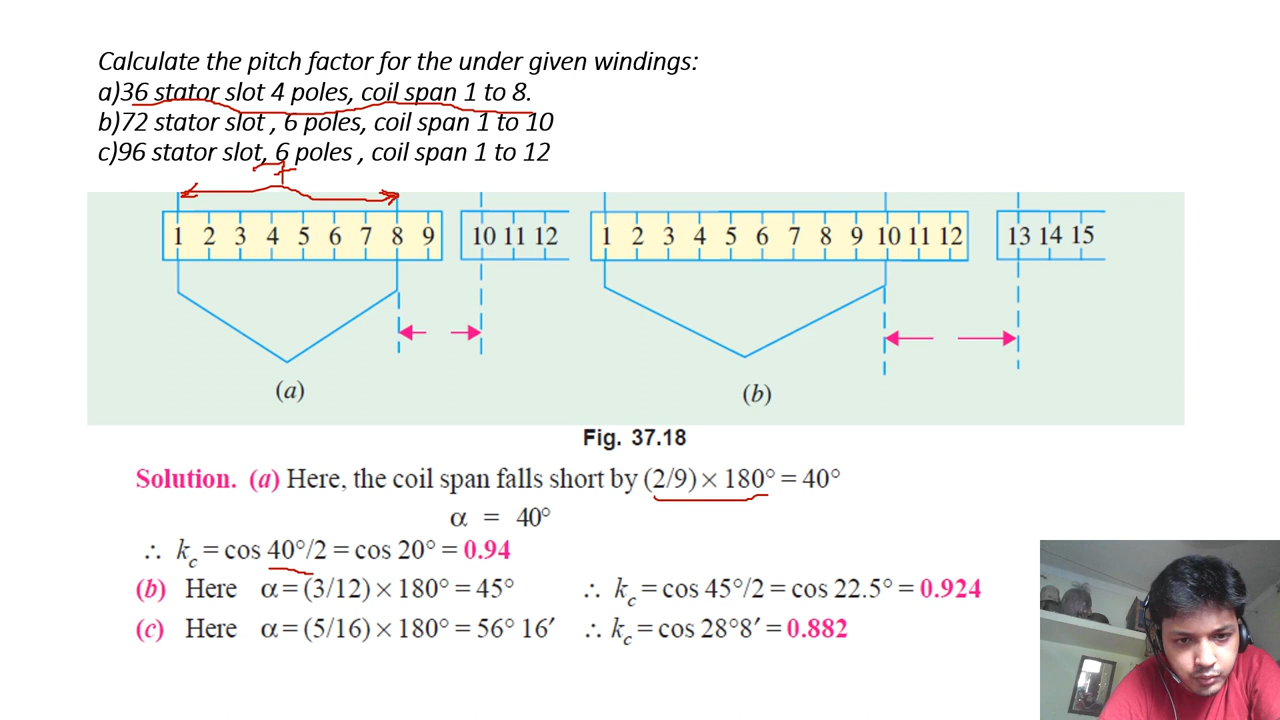 Calculate the pitch factor for the under given windings:
a)36 stator slot 4 poles, coil span 1 to 8.
b)72 stator slot , 6 poles, coil span 1 to 10
c)96 stator slot, 6 poles , coil span 1 to 12
7
1 2 3 4 5 6 7 8 9 10 11 12 1 2 3 4 5 6 7 8 9 10 11 12 13 14 15
(a) (b)
Fig. 37.18
Solution. (a) Here, the coil span falls short by (2/9) × 180° = 40°
α = 40°
∴ kc = cos 40°/2 = cos 20° = 0.94
(b) Here α = (3/12) × 180° = 45° ∴ kc = cos 45°/2 = cos 22.5° = 0.924
(c) Here α = (5/16) × 180° = 56° 16′ ∴ kc = cos 28°8′ = 0.882